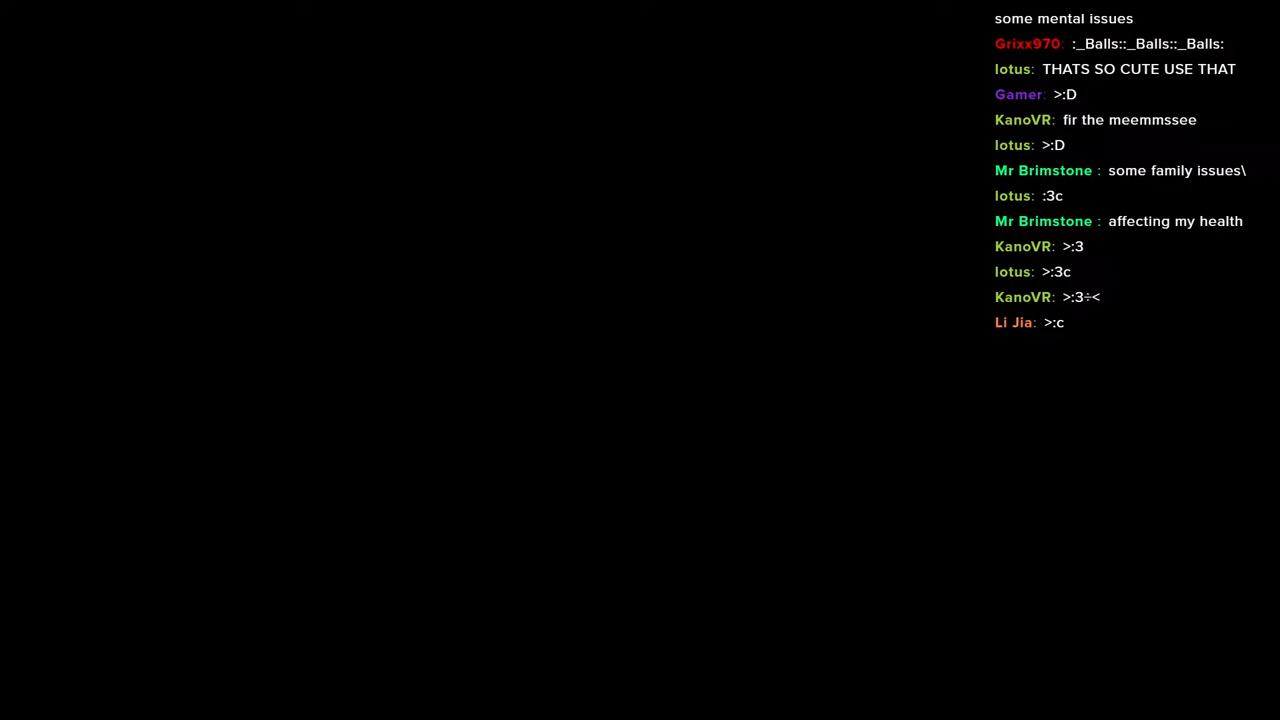 some mental issues
Grixx970: :_Balls::_Balls::_Balls:
lotus: THATS SO CUTE USE THAT
Gamer: >:D
KanoVR: fir the meemmssee
lotus: >:D
Mr Brimstone : some family issues\
lotus: :3c
Mr Brimstone : affecting my health
KanoVR: >:3
lotus: >:3c
KanoVR: >:3÷<
Li Jia: >:c